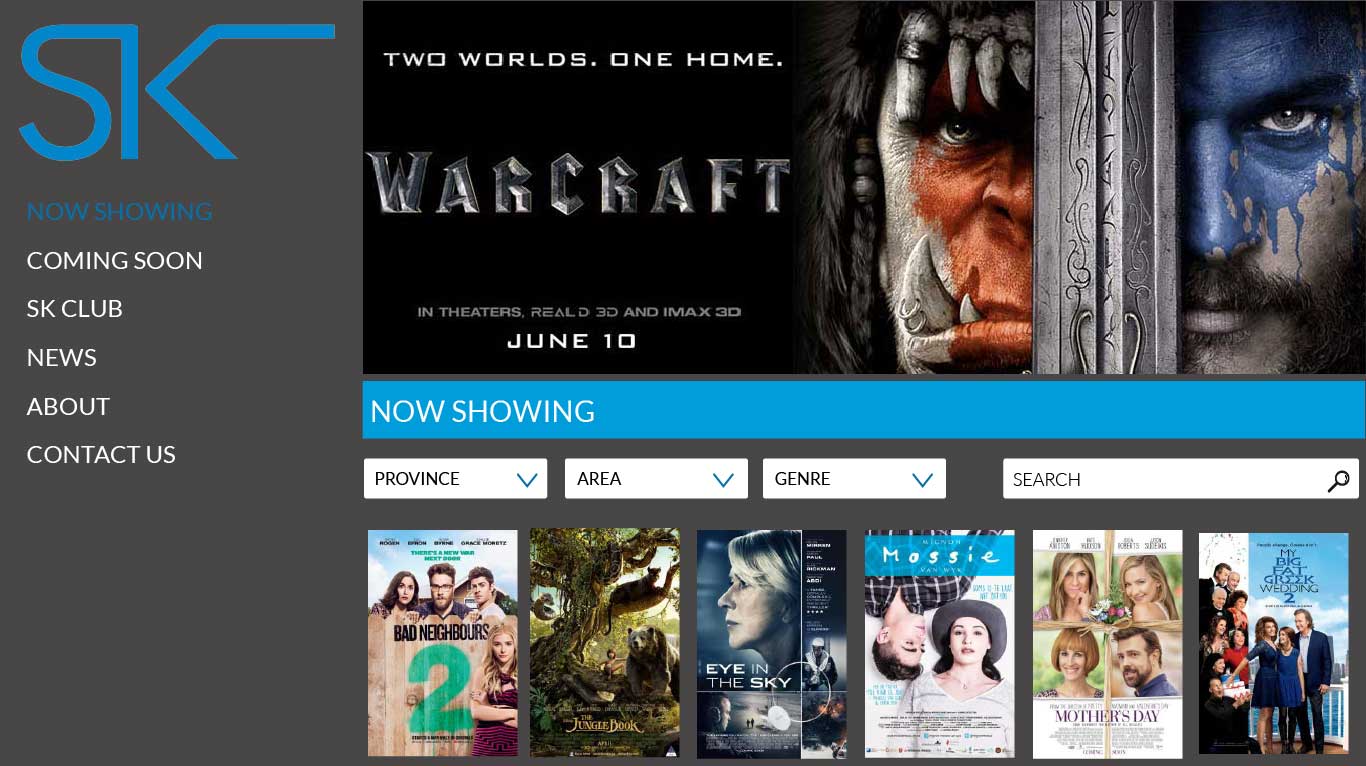 SK
NOW SHOWING
COMING SOON
SK CLUB
NEWS
ABOUT
CONTACT US
TWO WORLDS. ONE HOME.
WARCRAFT
IN THEATERS, REAL D 3D AND IMAX 3D
JUNE 10
NOW SHOWING
PROVINCE
AREA
GENRE
SEARCH
ROGEN EFRON BYRNE GRACE MORETZ
THERE'S A NEW WAR
NEXT DOOR
BAD NEIGHBOURS
2
THE
JUNGLE BOOK
APRIL
MIRREN
PAUL
RICKMAN
ABDI
EYE IN
THE SKY
MIGNON
Mossie
VAN WYK
ANISTON HUDSON ROBERTS SUDEIKIS
MOTHER'S DAY
COMING SOON
MY
BIG
FAT
GREEK
WEDDING
2